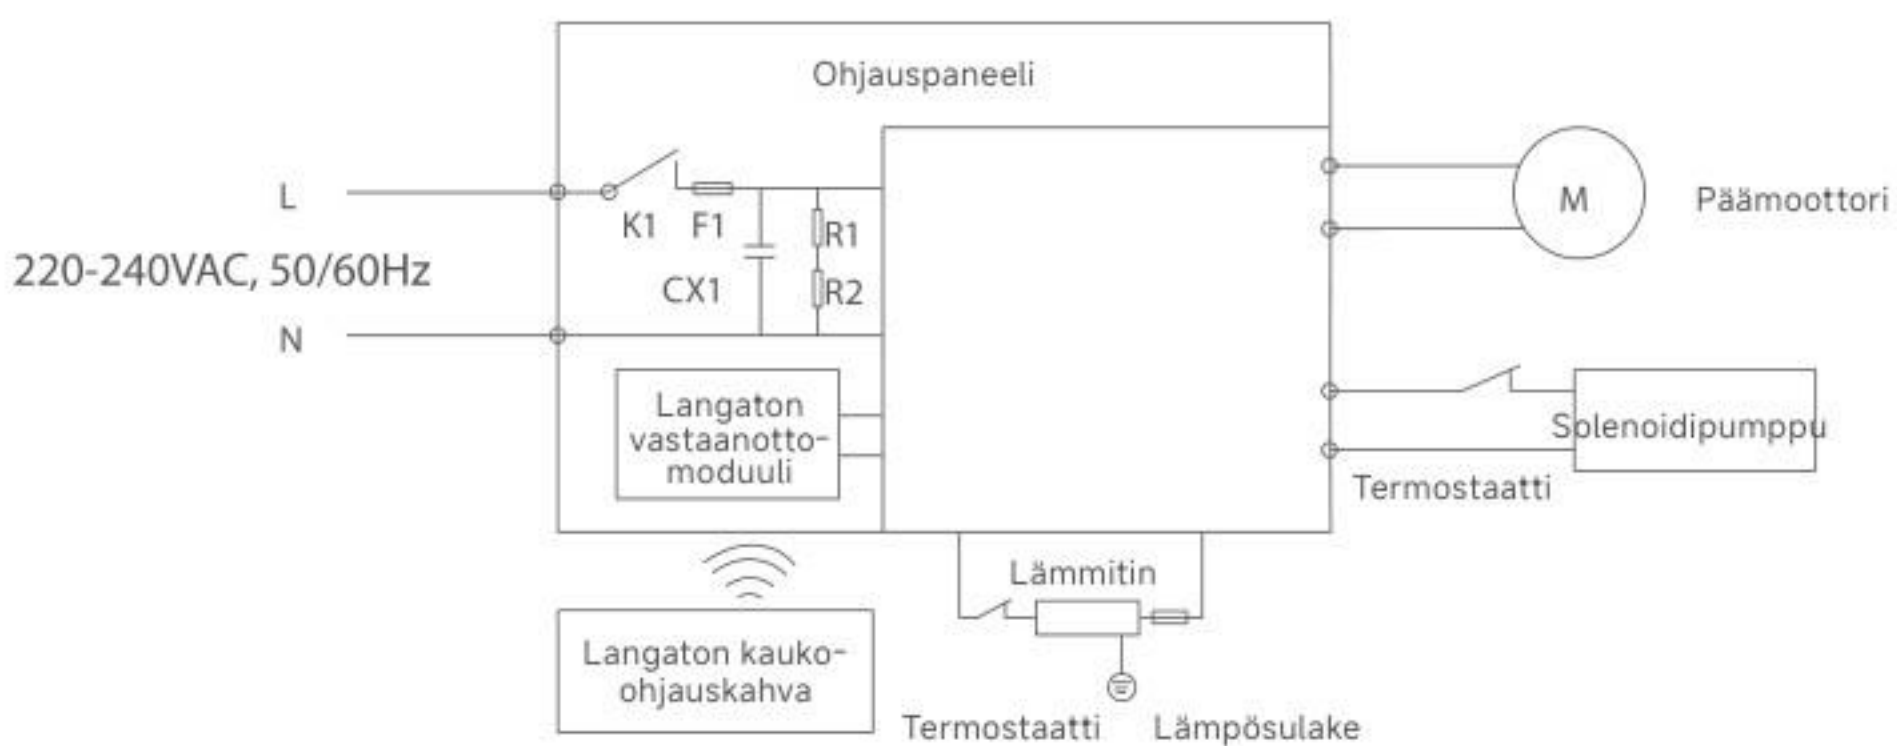 Ohjauspaneeli
L
K1
F1
R1
M
Päämoottori
220-240VAC, 50/60Hz
CX1
R2
N
Langaton
vastaanotto-
moduuli
Solenoidipumppu
Termostaatti
Lämmitin
Langaton kauko-
ohjauskahva
Termostaatti
Lämpösulake